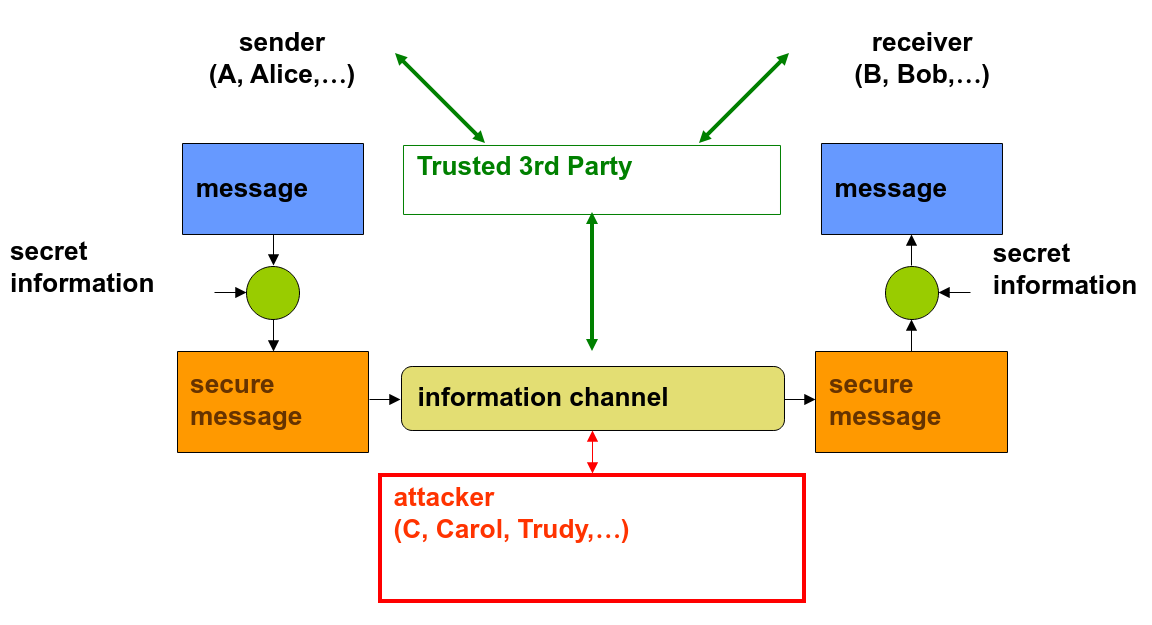 sender
(A, Alice,…)
receiver
(B, Bob,…)
Trusted 3rd Party
message
message
secret
information
secret
information
secure
message
information channel
secure
message
attacker
(C, Carol, Trudy,…)